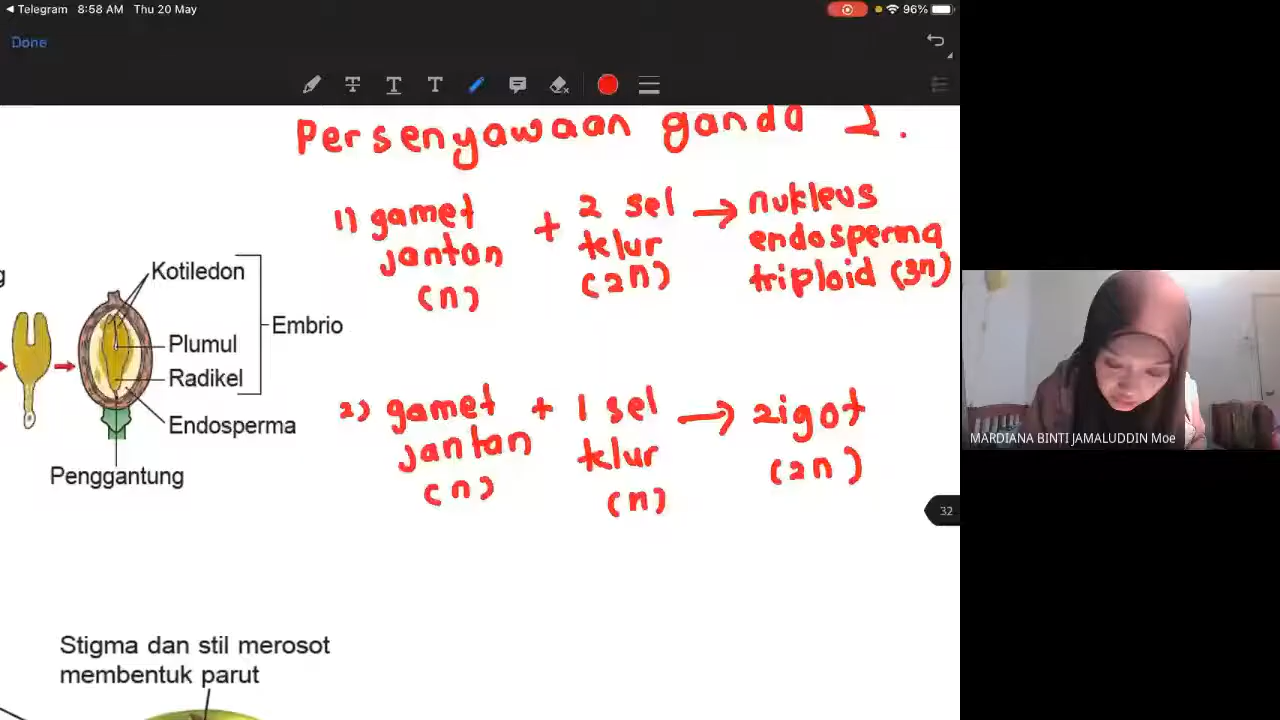 Telegram 8:58 AM Thu 20 May 96%
Done
Persenyawaan ganda 2.
1) gamet jantan (n) + 2 sel telur (2n) → nukleus endosperma triploid (3n)
g
Kotiledon
Embrio
Plumul
Radikel
Endosperma
Penggantung
2) gamet jantan (n) + 1 sel telur (n) → zigot (2n)
MARDIANA BINTI JAMALUDDIN Moe
32
Stigma dan stil merosot
membentuk parut